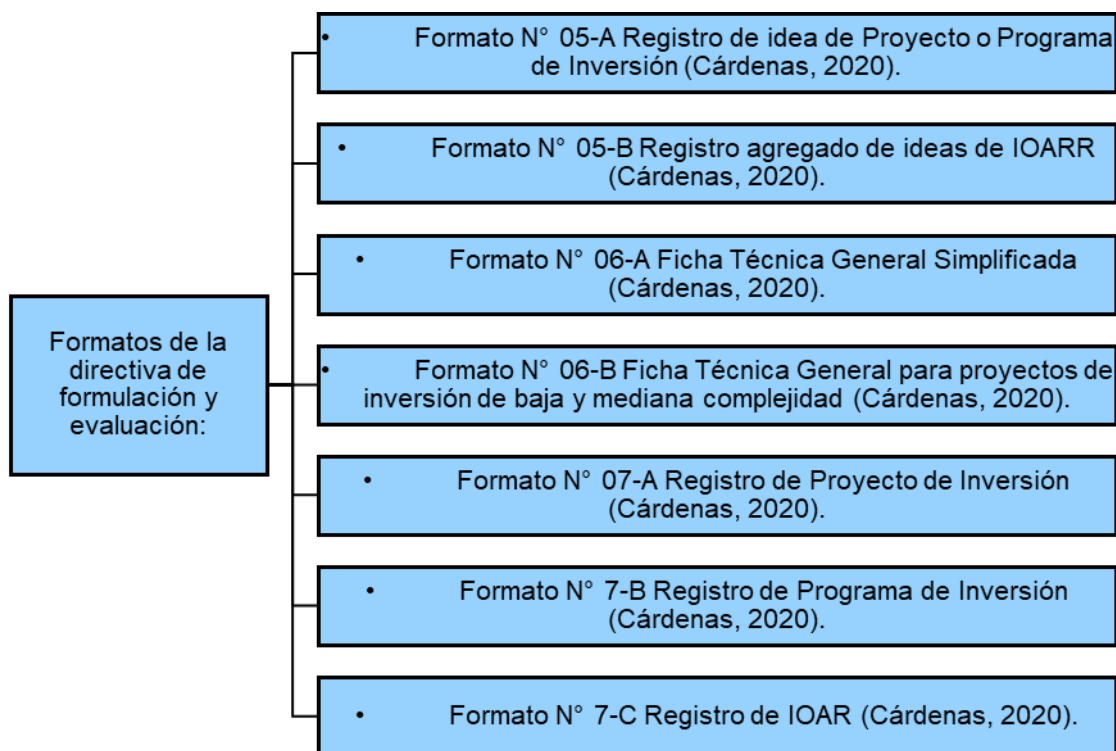 Formatos de la
directiva de
formulación y
evaluación:
• Formato N° 05-A Registro de idea de Proyecto o Programa
de Inversión (Cárdenas, 2020).
• Formato N° 05-B Registro agregado de ideas de IOARR
(Cárdenas, 2020).
• Formato N° 06-A Ficha Técnica General Simplificada
(Cárdenas, 2020).
• Formato N° 06-B Ficha Técnica General para proyectos de
inversión de baja y mediana complejidad (Cárdenas, 2020).
• Formato N° 07-A Registro de Proyecto de Inversión
(Cárdenas, 2020).
• Formato N° 7-B Registro de Programa de Inversión
(Cárdenas, 2020).
• Formato N° 7-C Registro de IOAR (Cárdenas, 2020).